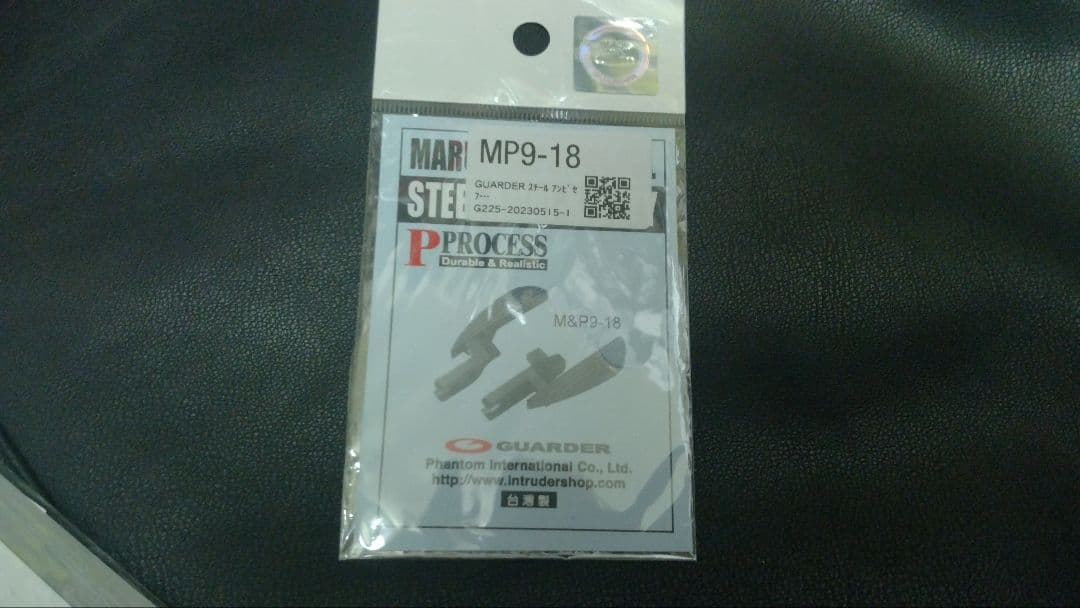 MAR
MP9-18
GUARDER スチール アンビセ
フ…
G225-20230515-1
STEE
P PROCESS
Durable & Realistic
M&P9-18
GUARDER
Phantom International Co., Ltd.
http://www.intrudershop.com
台灣製